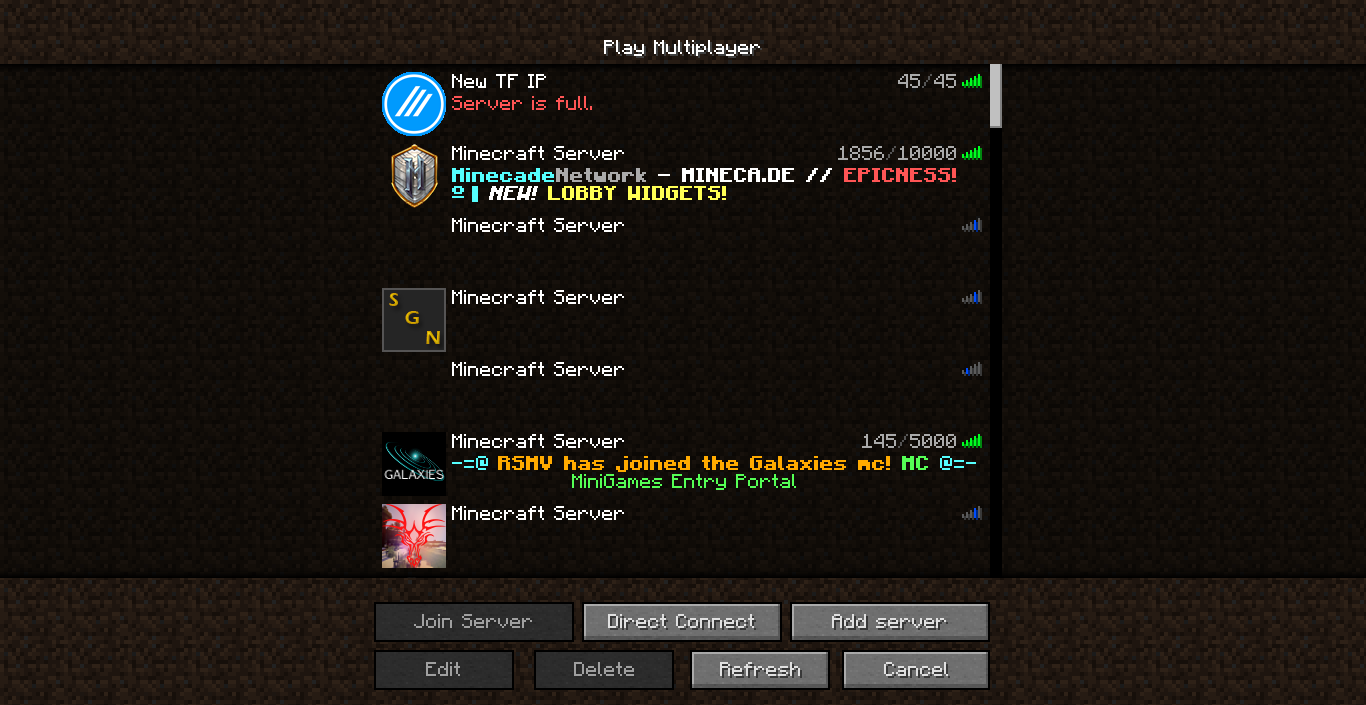 Play Multiplayer
New TF IP 45/45
Server is full.
Minecraft Server 1856/10000
MinecadeNetwork - MINECA.DE // EPICNESS!
NEW! LOBBY WIDGETS!
Minecraft Server
Minecraft Server
S
G
N
Minecraft Server
Minecraft Server 145/5000
-=@ RSMV has joined the Galaxies mc! MC @=-
GALAXIES
MiniGames Entry Portal
Minecraft Server
Join Server Direct Connect Add server
Edit Delete Refresh Cancel